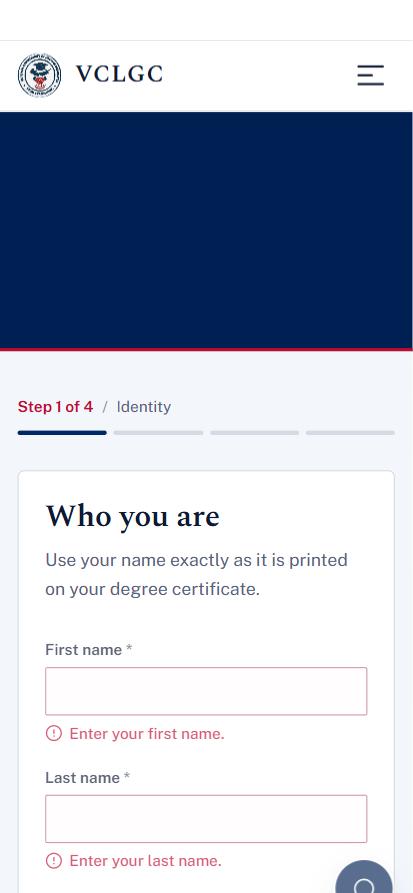 VCLGC
Step 1 of 4 / Identity
Who you are
Use your name exactly as it is printed
on your degree certificate.
First name *
Enter your first name.
Last name *
Enter your last name.